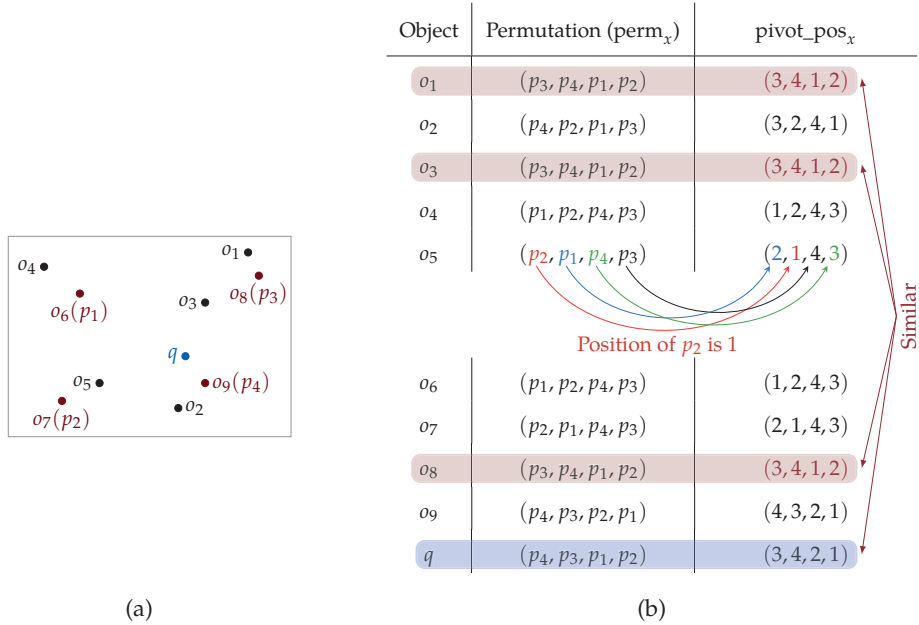 o₄
o₁
o₆(p₁)
o₃
o₈(p₃)
q
o₅
o₉(p₄)
o₇(p₂)
o₂
(a)
Object Permutation (permₓ) pivot_posₓ
o₁ (p₃, p₄, p₁, p₂) (3, 4, 1, 2)
o₂ (p₄, p₂, p₁, p₃) (3, 2, 4, 1)
o₃ (p₃, p₄, p₁, p₂) (3, 4, 1, 2)
o₄ (p₁, p₂, p₄, p₃) (1, 2, 4, 3)
o₅ (p₂, p₁, p₄, p₃) (2, 1, 4, 3)
Position of p₂ is 1
o₆ (p₁, p₂, p₄, p₃) (1, 2, 4, 3)
o₇ (p₂, p₁, p₄, p₃) (2, 1, 4, 3)
o₈ (p₃, p₄, p₁, p₂) (3, 4, 1, 2)
o₉ (p₄, p₃, p₂, p₁) (4, 3, 2, 1)
q (p₄, p₃, p₁, p₂) (3, 4, 2, 1)
Similar
(b)